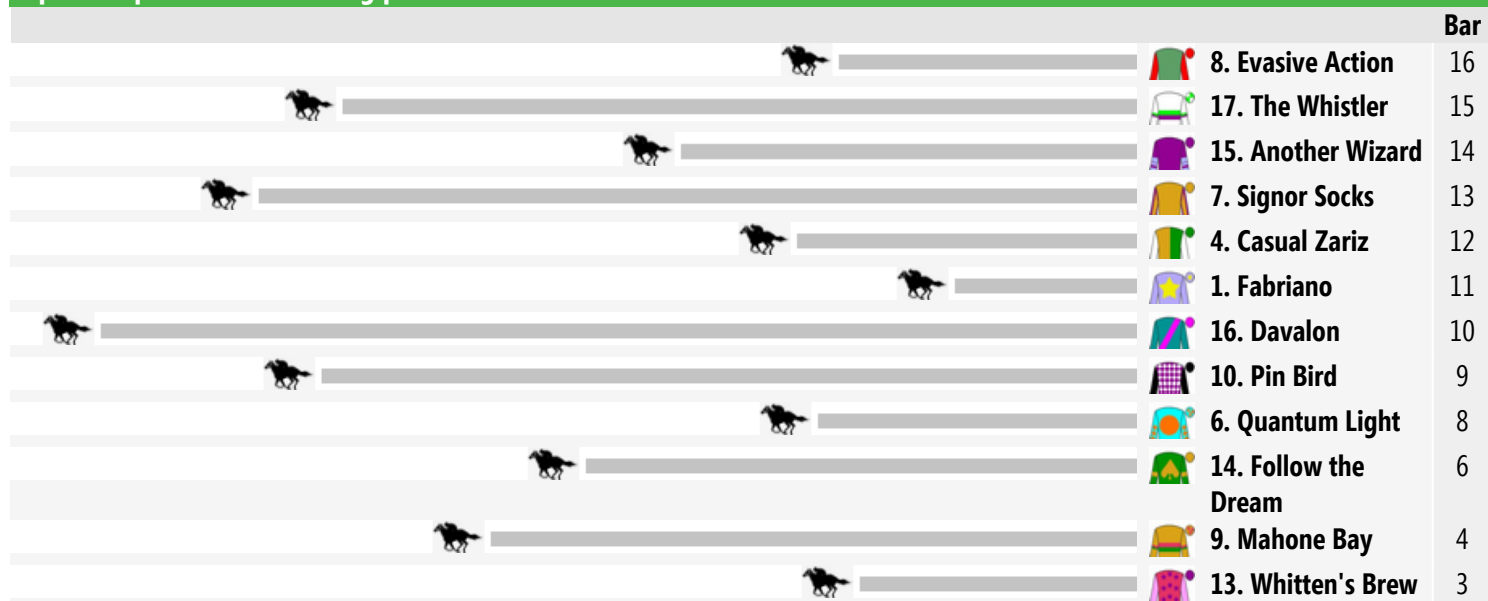 Bar
8. Evasive Action 16
17. The Whistler 15
15. Another Wizard 14
7. Signor Socks 13
4. Casual Zariz 12
1. Fabriano 11
16. Davalon 10
10. Pin Bird 9
6. Quantum Light 8
14. Follow the 6
Dream
9. Mahone Bay 4
13. Whitten's Brew 3